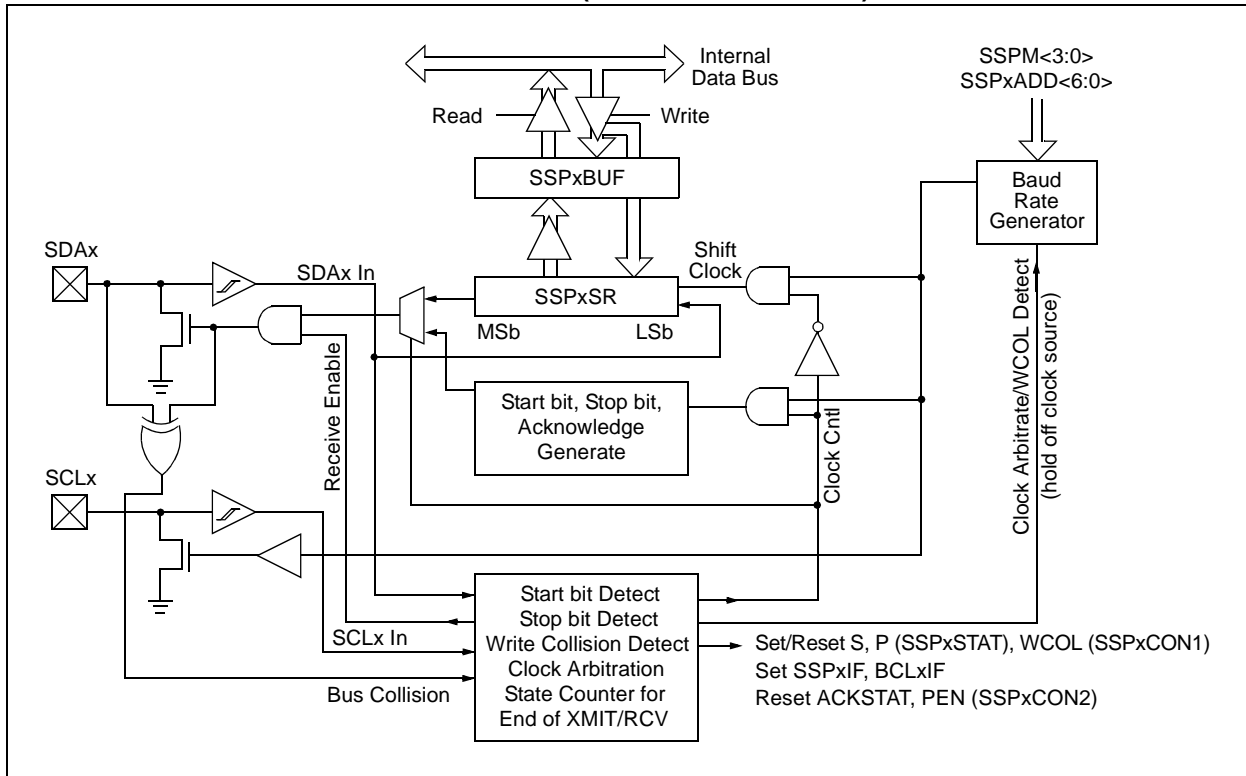 Internal
Data Bus
SSPM<3:0>
SSPxADD<6:0>
Read
Write
SSPxBUF
Baud
Rate
Generator
SDAx
SDAx In
Shift
Clock
SSPxSR
MSb
LSb
Start bit, Stop bit,
Acknowledge
Generate
Receive Enable
Clock Cntl
Clock Arbitrate/WCOL Detect
(hold off clock source)
SCLx
SCLx In
Bus Collision
Start bit Detect
Stop bit Detect
Write Collision Detect
Clock Arbitration
State Counter for
End of XMIT/RCV
Set/Reset S, P (SSPxSTAT), WCOL (SSPxCON1)
Set SSPxIF, BCLxIF
Reset ACKSTAT, PEN (SSPxCON2)